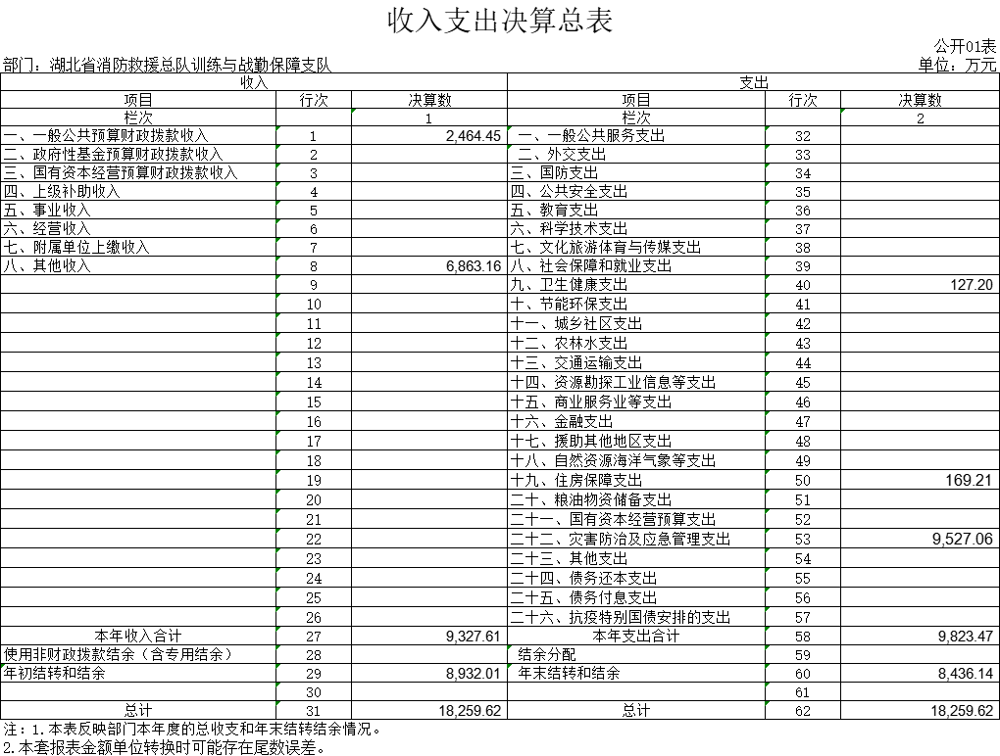 收入支出决算总表
公开01表
部门：湖北省消防救援总队训练与战勤保障支队 单位：万元
收入 支出
项目 行次 决算数 项目 行次 决算数
栏次 1 栏次 2
一、一般公共预算财政拨款收入 1 2,464.45 一、一般公共服务支出 32
二、政府性基金预算财政拨款收入 2 二、外交支出 33
三、国有资本经营预算财政拨款收入 3 三、国防支出 34
四、上级补助收入 4 四、公共安全支出 35
五、事业收入 5 五、教育支出 36
六、经营收入 6 六、科学技术支出 37
七、附属单位上缴收入 7 七、文化旅游体育与传媒支出 38
八、其他收入 8 6,863.16 八、社会保障和就业支出 39
9 九、卫生健康支出 40 127.20
10 十、节能环保支出 41
11 十一、城乡社区支出 42
12 十二、农林水支出 43
13 十三、交通运输支出 44
14 十四、资源勘探工业信息等支出 45
15 十五、商业服务业等支出 46
16 十六、金融支出 47
17 十七、援助其他地区支出 48
18 十八、自然资源海洋气象等支出 49
19 十九、住房保障支出 50 169.21
20 二十、粮油物资储备支出 51
21 二十一、国有资本经营预算支出 52
22 二十二、灾害防治及应急管理支出 53 9,527.06
23 二十三、其他支出 54
24 二十四、债务还本支出 55
25 二十五、债务付息支出 56
26 二十六、抗疫特别国债安排的支出 57
本年收入合计 27 9,327.61 本年支出合计 58 9,823.47
使用非财政拨款结余（含专用结余） 28 结余分配 59
年初结转和结余 29 8,932.01 年末结转和结余 60 8,436.14
30 61
总计 31 18,259.62 总计 62 18,259.62
注：1.本表反映部门本年度的总收支和年末结转结余情况。
2.本套报表金额单位转换时可能存在尾数误差。